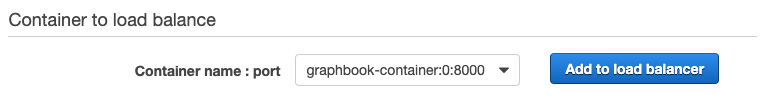 Container to load balance
Container name : port graphbook-container:0:8000 Add to load balancer